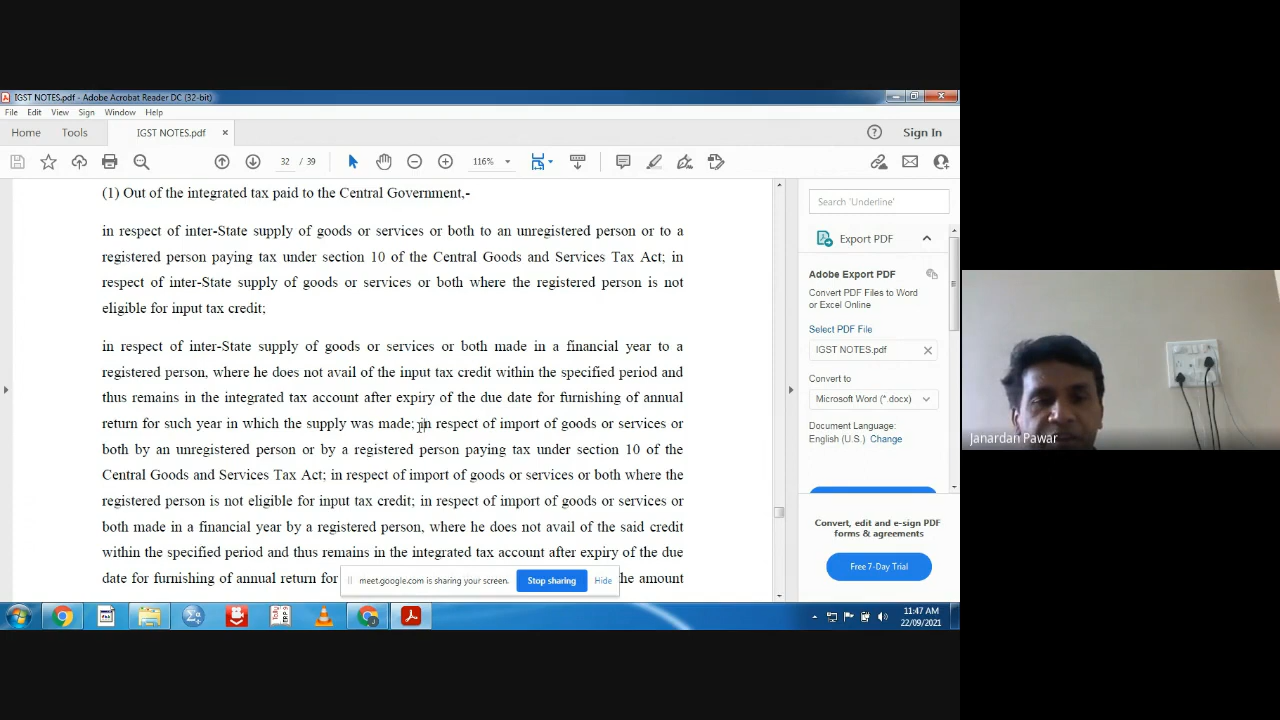 IGST NOTES.pdf - Adobe Acrobat Reader DC (32-bit)
File Edit View Sign Window Help
Home Tools IGST NOTES.pdf × Sign In
32 / 39 116%
(1) Out of the integrated tax paid to the Central Government,-
in respect of inter-State supply of goods or services or both to an unregistered person or to a
registered person paying tax under section 10 of the Central Goods and Services Tax Act; in
respect of inter-State supply of goods or services or both where the registered person is not
eligible for input tax credit;
in respect of inter-State supply of goods or services or both made in a financial year to a
registered person, where he does not avail of the input tax credit within the specified period and
thus remains in the integrated tax account after expiry of the due date for furnishing of annual
return for such year in which the supply was made; in respect of import of goods or services or
both by an unregistered person or by a registered person paying tax under section 10 of the
Central Goods and Services Tax Act; in respect of import of goods or services or both where the
registered person is not eligible for input tax credit; in respect of import of goods or services or
both made in a financial year by a registered person, where he does not avail of the said credit
within the specified period and thus remains in the integrated tax account after expiry of the due
date for furnishing of annual return for
the amount
meet.google.com is sharing your screen. Stop sharing Hide
Search 'Underline'
Export PDF
Adobe Export PDF
Convert PDF Files to Word
or Excel Online
Select PDF File
IGST NOTES.pdf
Convert to
Microsoft Word (*.docx)
Document Language:
English (U.S.) Change
Convert, edit and e-sign PDF
forms & agreements
Free 7-Day Trial
11:47 AM
22/09/2021
Janardan Pawar